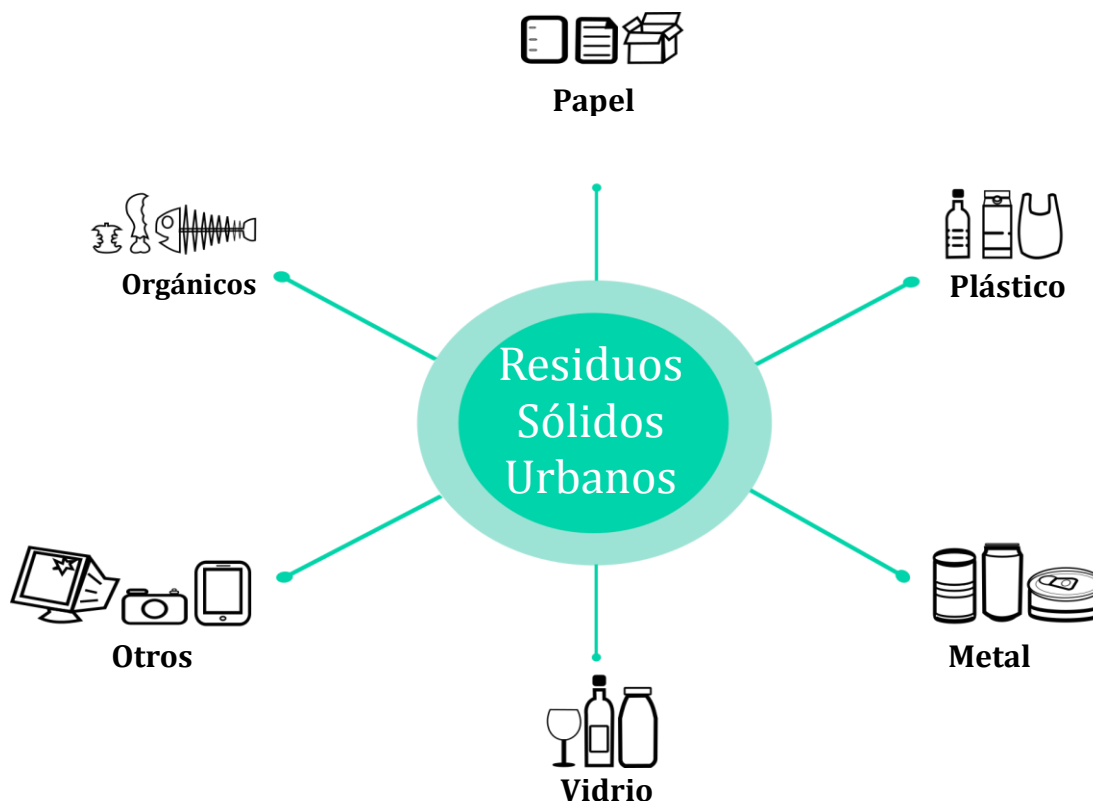 Papel
Orgánicos
Plástico
Residuos
Sólidos
Urbanos
Otros
Metal
Vidrio